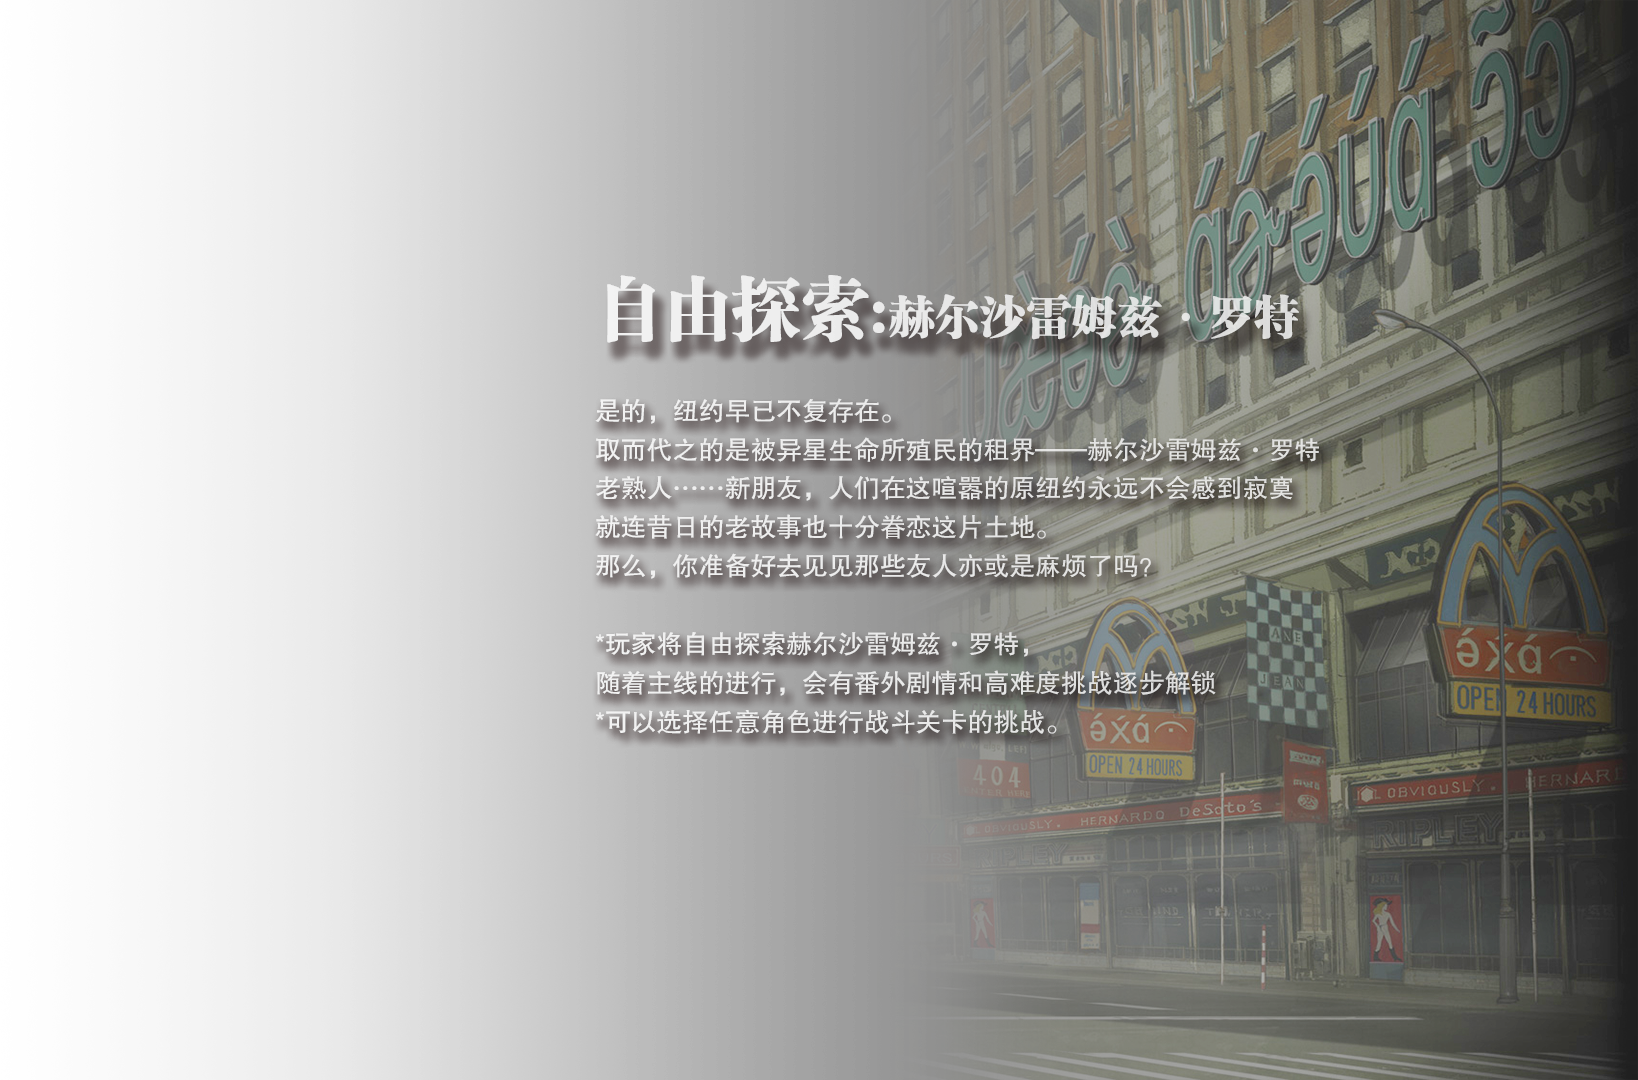 自由探索:赫尔沙雷姆兹・罗特
是的，纽约早已不复存在。
取而代之的是被异星生命所殖民的租界——赫尔沙雷姆兹・罗特
老熟人……新朋友，人们在这喧嚣的原纽约永远不会感到寂寞
就连昔日的老故事也十分眷恋这片土地。
那么，你准备好去见见那些友人亦或是麻烦了吗?
*玩家将自由探索赫尔沙雷姆兹・罗特，
随着主线的进行，会有番外剧情和高难度挑战逐步解锁
*可以选择任意角色进行战斗关卡的挑战。
ANE
JEAN
ə́x́á
OPEN 24 HOURS
ə́x́á
OPEN 24 HOURS
404
OBVIOUSLY. HERNARDO DeSoto's
OBVIOUSLY. HERNARD
RIPLEY
RIPLEY